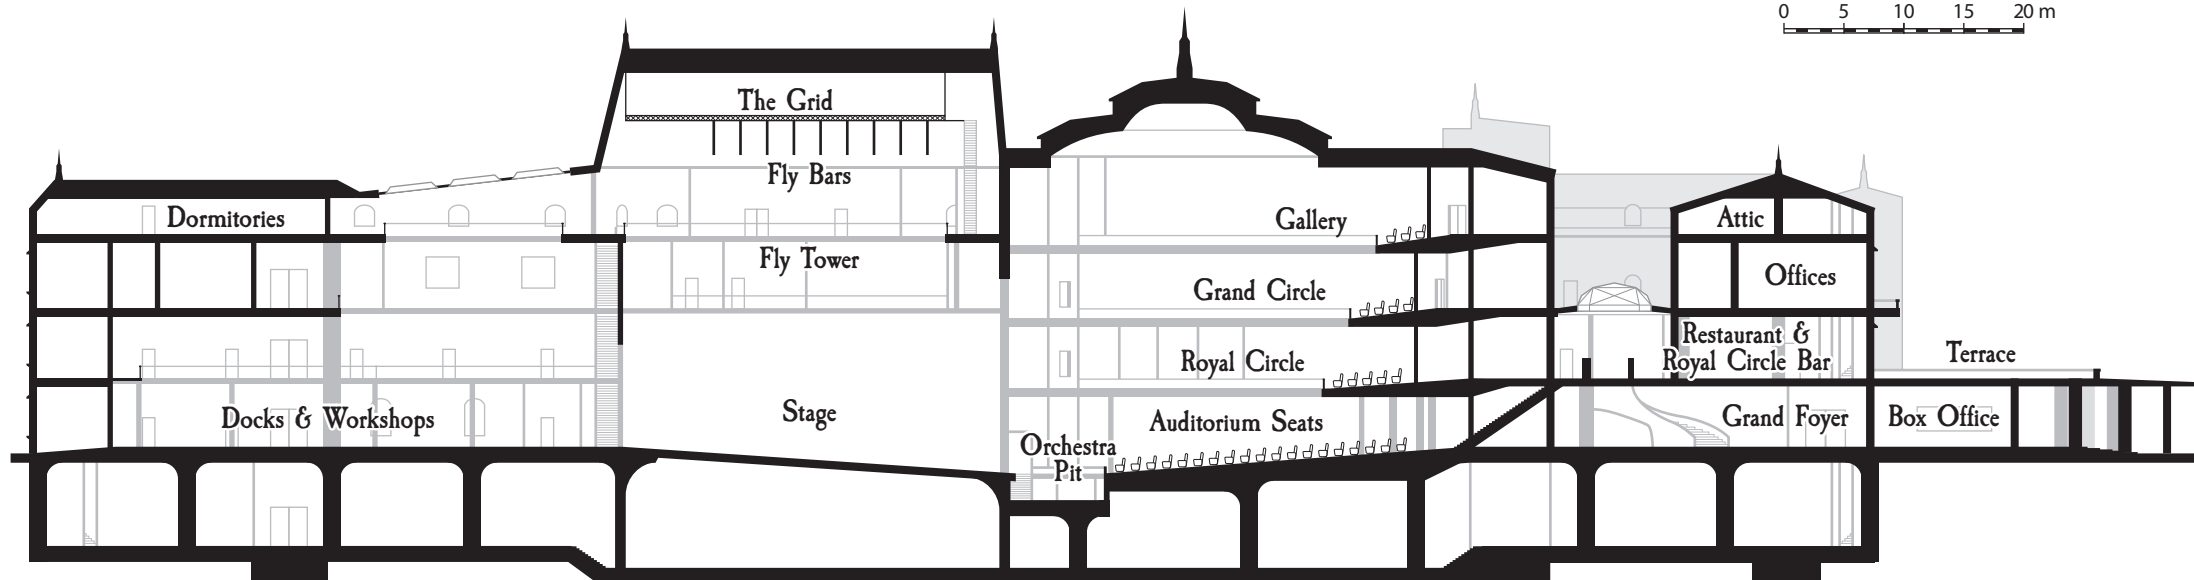 0 5 10 15 20 m
The Grid
Fly Bars
Dormitories
Gallery
Attic
Fly Tower
Offices
Grand Circle
Restaurant &
Royal Circle Bar
Royal Circle
Terrace
Docks & Workshops
Stage
Auditorium Seats
Grand Foyer
Box Office
Orchestra
Pit